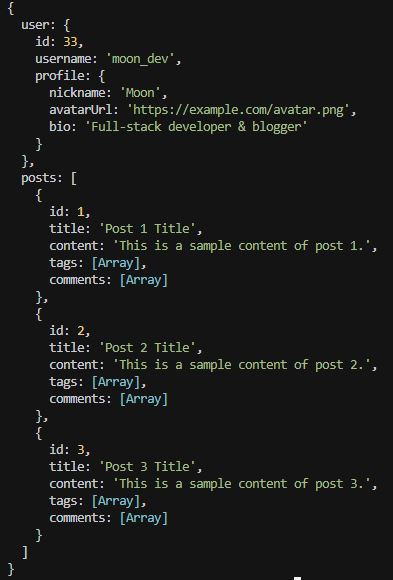 {
  user: {
    id: 33,
    username: 'moon_dev',
    profile: {
      nickname: 'Moon',
      avatarUrl: 'https://example.com/avatar.png',
      bio: 'Full-stack developer & blogger'
    }
  },
  posts: [
    {
      id: 1,
      title: 'Post 1 Title',
      content: 'This is a sample content of post 1.',
      tags: [Array],
      comments: [Array]
    },
    {
      id: 2,
      title: 'Post 2 Title',
      content: 'This is a sample content of post 2.',
      tags: [Array],
      comments: [Array]
    },
    {
      id: 3,
      title: 'Post 3 Title',
      content: 'This is a sample content of post 3.',
      tags: [Array],
      comments: [Array]
    }
  ]
}